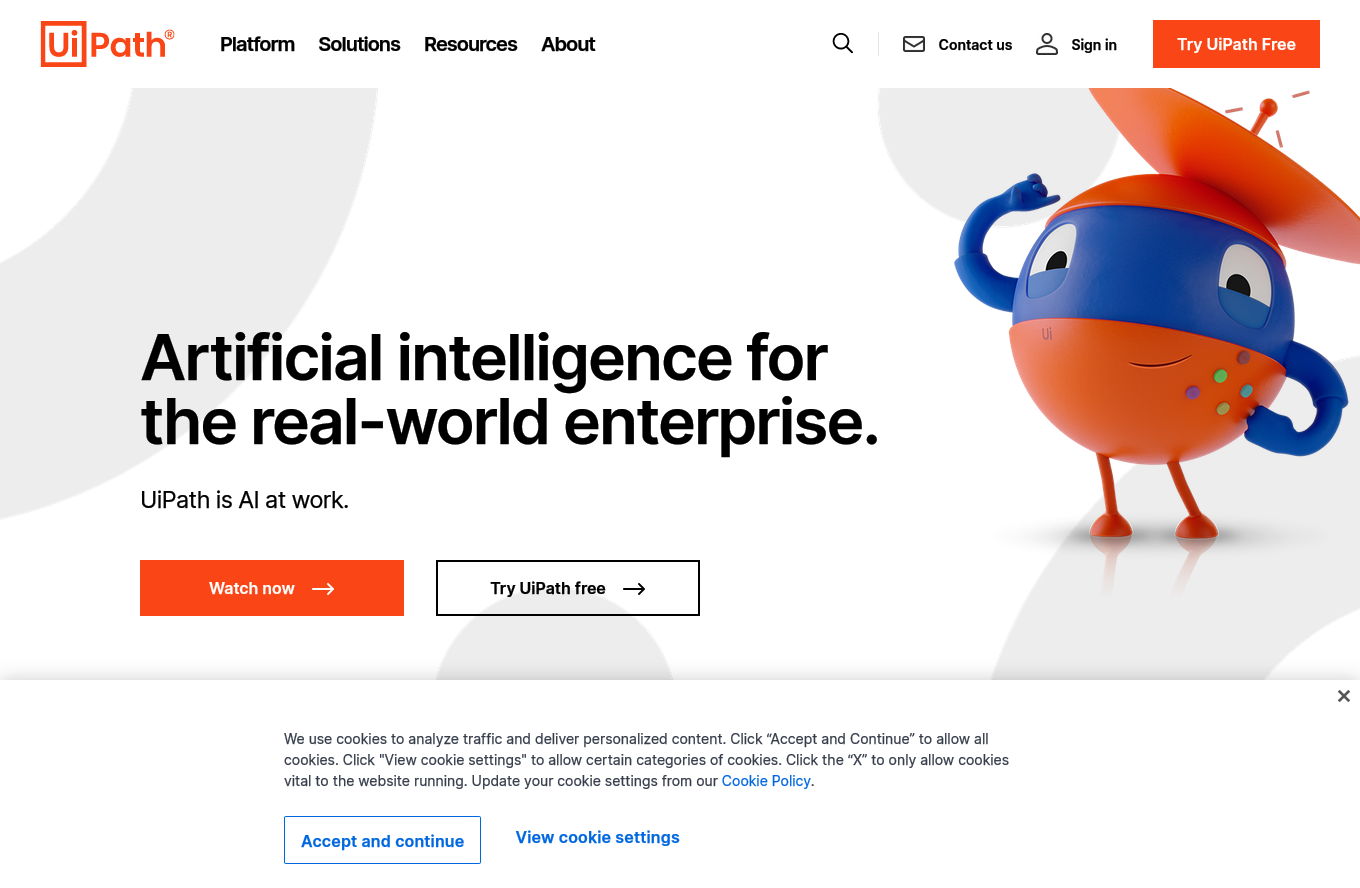 UiPath®
Platform
Solutions
Resources
About
Contact us
Sign in
Try UiPath Free
Ui
Artificial intelligence for
the real-world enterprise.
UiPath is AI at work.
Watch now
Try UiPath free
We use cookies to analyze traffic and deliver personalized content. Click “Accept and Continue” to allow all
cookies. Click "View cookie settings" to allow certain categories of cookies. Click the “X” to only allow cookies
vital to the website running. Update your cookie settings from our Cookie Policy.
Accept and continue
View cookie settings